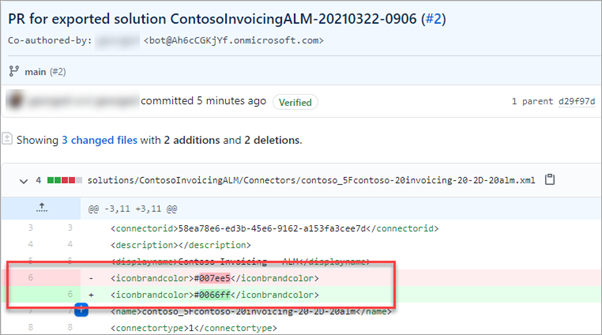 PR for exported solution ContosoInvoicingALM-20210322-0906 (#2)
Co-authored-by: <bot@Ah6cCGKjYf.onmicrosoft.com>
main (#2)
committed 5 minutes ago Verified 1 parent d29f97d
Showing 3 changed files with 2 additions and 2 deletions.
4 solutions/ContosoInvoicingALM/Connectors/contoso_5Fcontoso-20invoicing-20-2D-20alm.xml
@@ -3,11 +3,11 @@
3 3 <connectorid>58ea78e6-ed3b-45e6-9162-a153fa3cee7d</connectorid>
4 4 <description></description>
5 5 <displayname>Contoso Invoicing - ALM</displayname>
6 - <iconbrandcolor>#007ee5</iconbrandcolor>
6 + <iconbrandcolor>#0066ff</iconbrandcolor>
7 7 <name>contoso_5Fcontoso-20invoicing-20-2D-20alm</name>
8 8 <connectortype>1</connectortype>